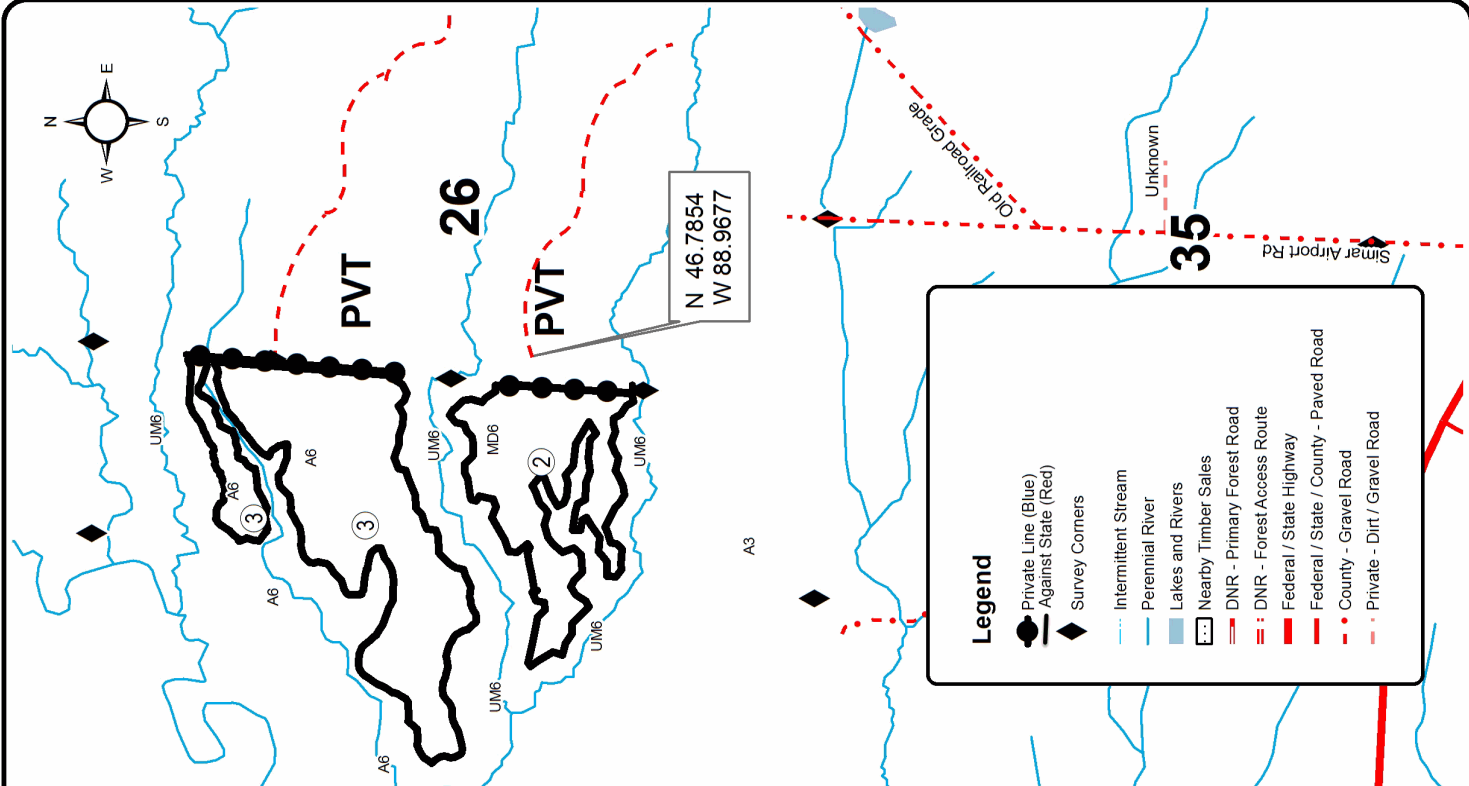 N
E
S
W
PVT
26
PVT
N 46.7854
W 88.9677
UM6
A6
3
A6
3
A6
A6
UM6
MD6
2
UM6
UM6
UM6
A3
Old Railroad Grade
Unknown
35
Simar Airport Rd
Legend
Private Line (Blue)
Against State (Red)
Survey Corners
Intermittent Stream
Perennial River
Lakes and Rivers
Nearby Timber Sales
DNR - Primary Forest Road
DNR - Forest Access Route
Federal / State Highway
Federal / State / County - Paved Road
County - Gravel Road
Private - Dirt / Gravel Road